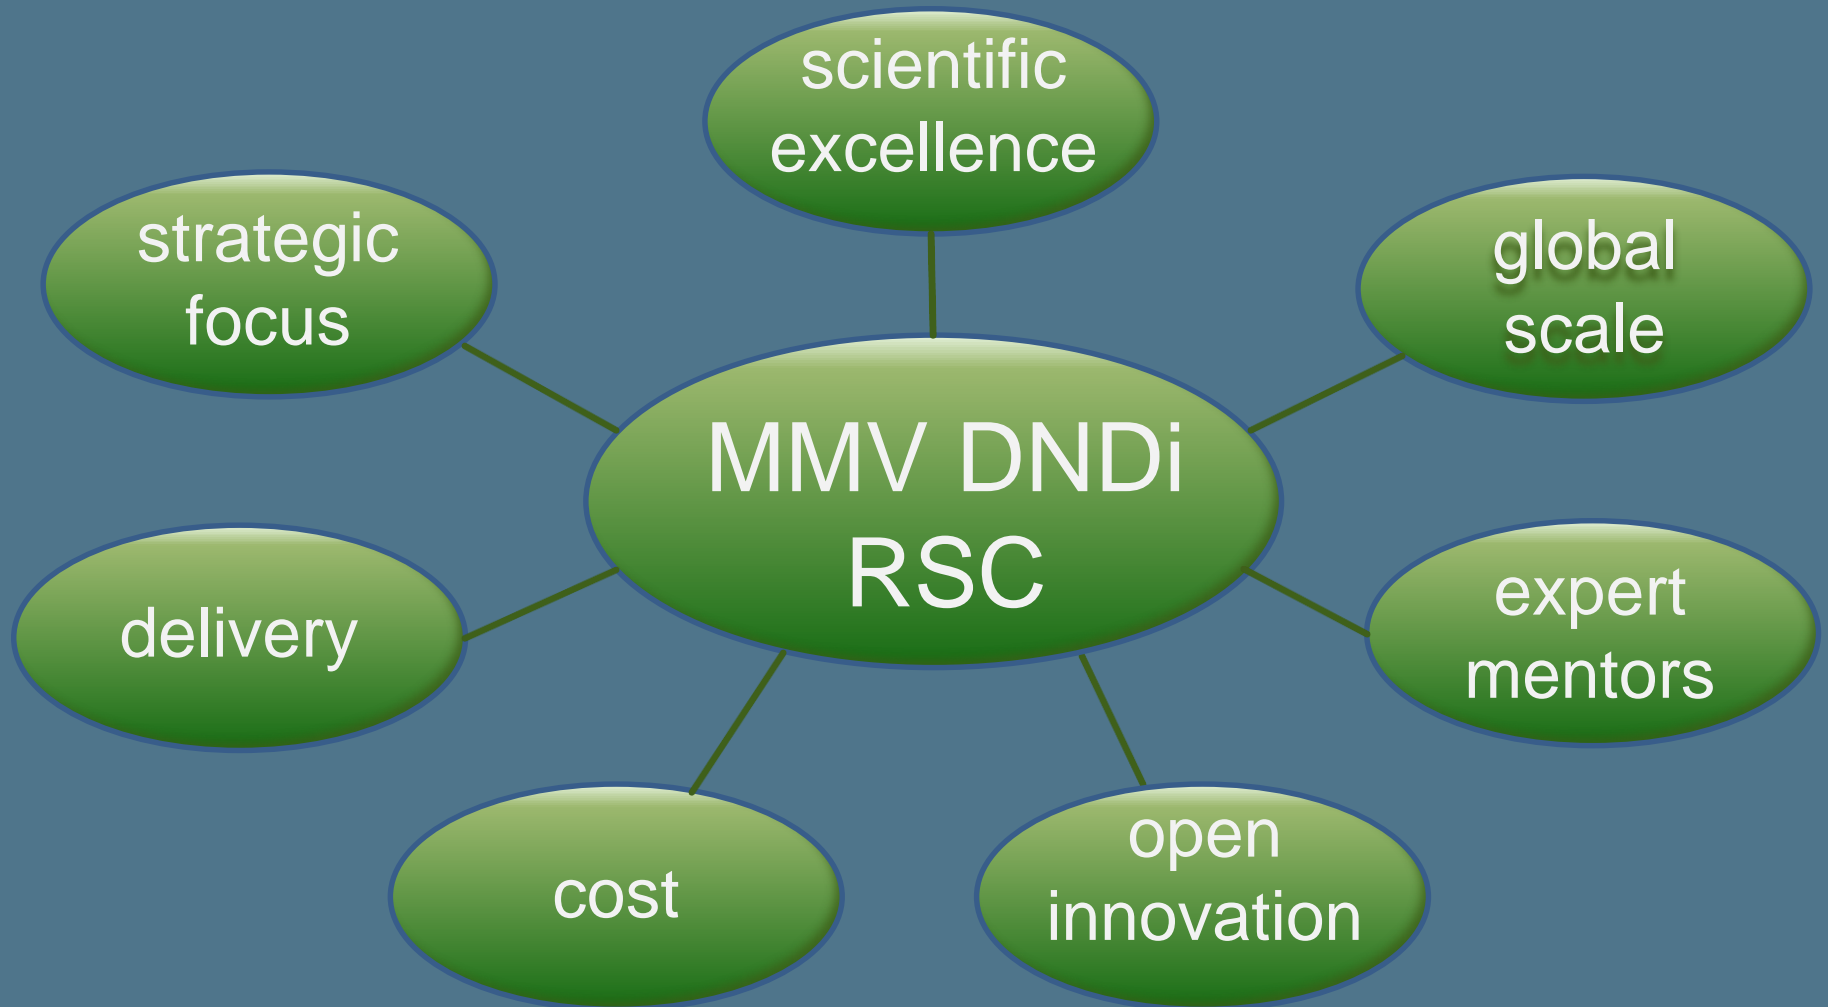 scientific
excellence
strategic
focus
global
scale
MMV DNDi
RSC
delivery
expert
mentors
cost
open
innovation